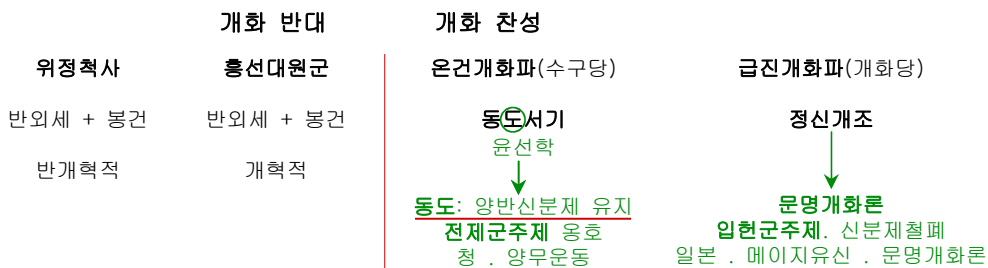 개화 반대 개화 찬성
위정척사 흥선대원군 온건개화파(수구당) 급진개화파(개화당)
반외세 + 봉건 반외세 + 봉건 동도서기 정신개조
윤선학
반개혁적 개혁적
동도: 양반신분제 유지 문명개화론
전제군주제 옹호 입헌군주제. 신분제철폐
청 . 양무운동 일본 . 메이지유신 . 문명개화론